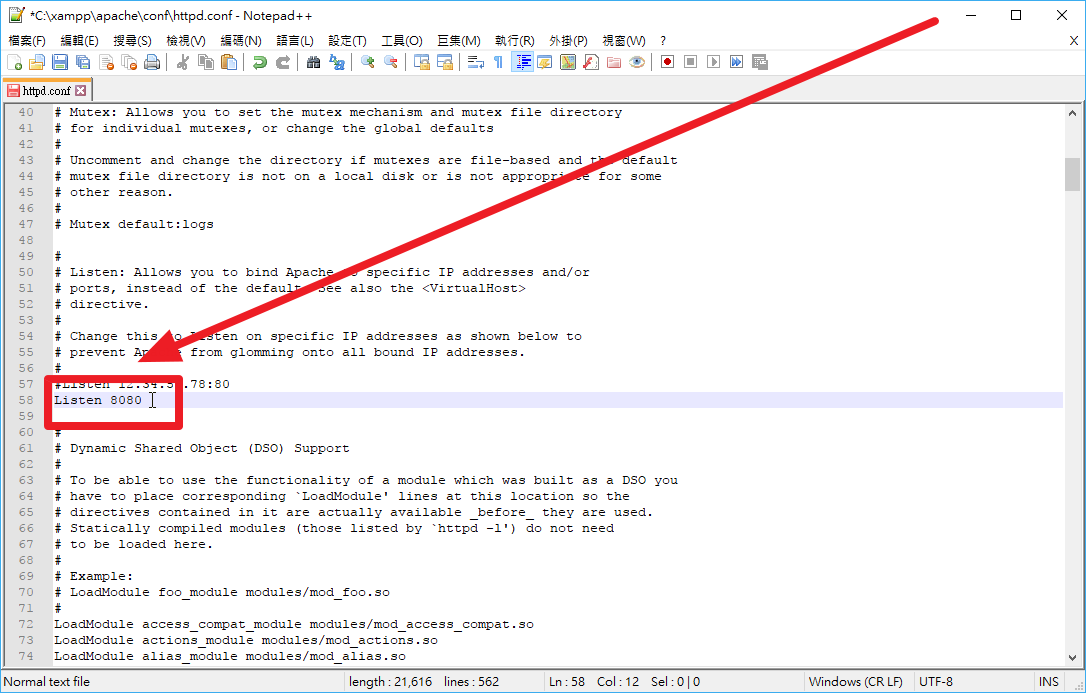 *C:\xampp\apache\conf\httpd.conf - Notepad++
檔案(F) 編輯(E) 搜尋(S) 檢視(V) 編碼(N) 語言(L) 設定(T) 工具(O) 巨集(M) 執行(R) 外掛(P) 視窗(W) ? X
httpd.conf
40 # Mutex: Allows you to set the mutex mechanism and mutex file directory
41 # for individual mutexes, or change the global defaults
42 #
43 # Uncomment and change the directory if mutexes are file-based and the default
44 # mutex file directory is not on a local disk or is not appropriate for some
45 # other reason.
46 #
47 # Mutex default:logs
48
49 #
50 # Listen: Allows you to bind Apache to specific IP addresses and/or
51 # ports, instead of the default. See also the <VirtualHost>
52 # directive.
53 #
54 # Change this to Listen on specific IP addresses as shown below to
55 # prevent Apache from glomming onto all bound IP addresses.
56 #
57 #Listen 12.34.56.78:80
58 Listen 8080
59
60 #
61 # Dynamic Shared Object (DSO) Support
62 #
63 # To be able to use the functionality of a module which was built as a DSO you
64 # have to place corresponding `LoadModule' lines at this location so the
65 # directives contained in it are actually available _before_ they are used.
66 # Statically compiled modules (those listed by `httpd -l') do not need
67 # to be loaded here.
68 #
69 # Example:
70 # LoadModule foo_module modules/mod_foo.so
71 #
72 LoadModule access_compat_module modules/mod_access_compat.so
73 LoadModule actions_module modules/mod_actions.so
74 LoadModule alias_module modules/mod_alias.so
Normal text file length : 21,616 lines : 562 Ln : 58 Col : 12 Sel : 0 | 0 Windows (CR LF) UTF-8 INS